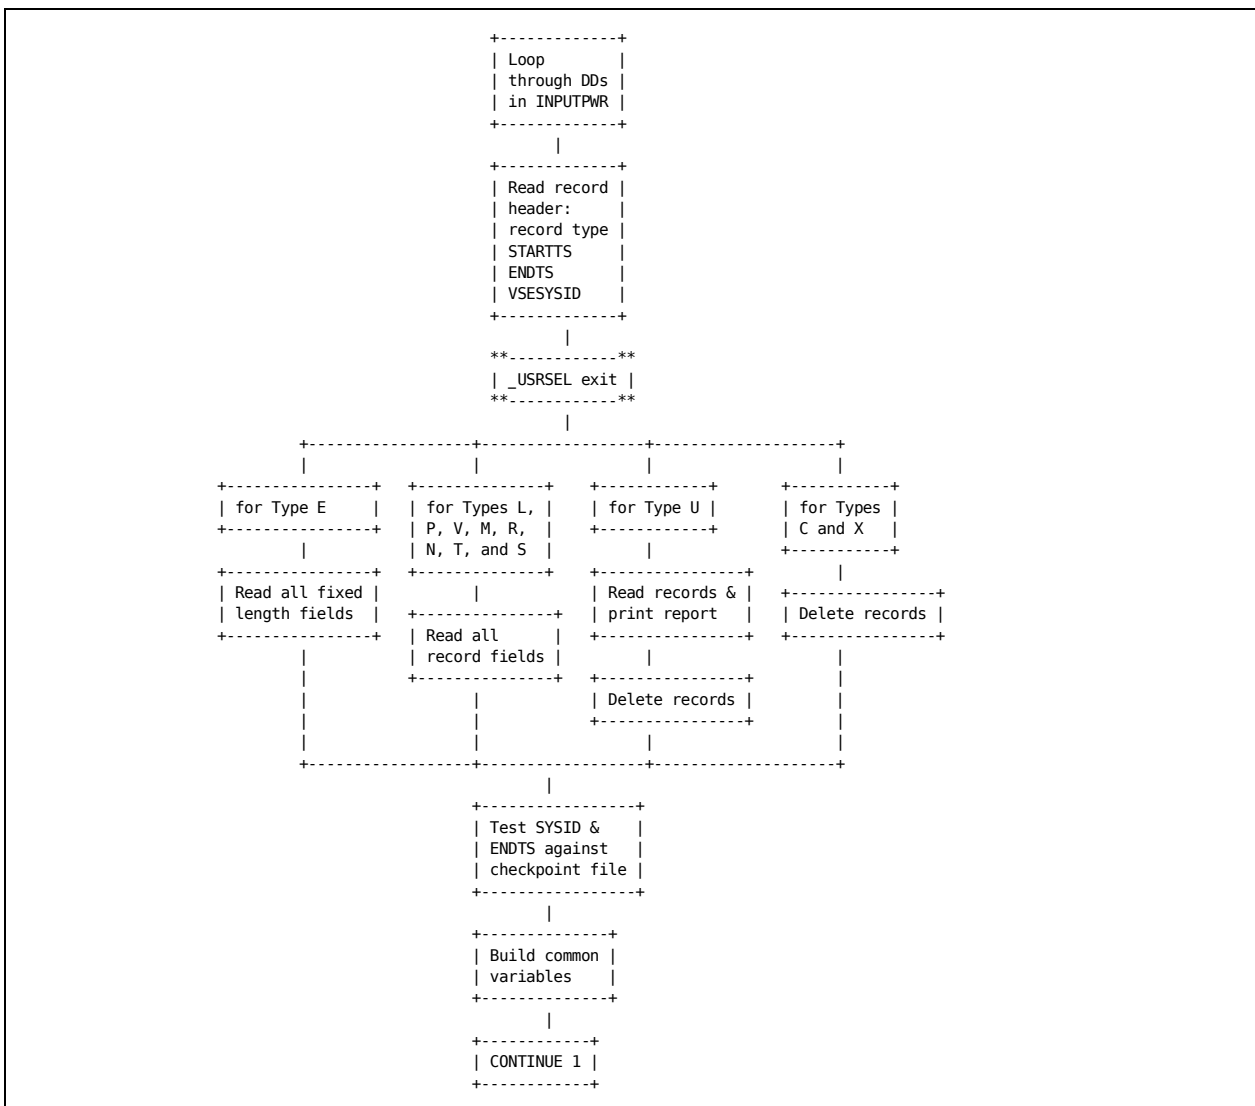 Loop
through DDs
in INPUTPWR
Read record
header:
record type
STARTTS
ENDTS
VSESYSID
_USRSEL exit
for Type E
for Types L,
P, V, M, R,
N, T, and S
for Type U
for Types
C and X
Read all fixed
length fields
Read all
record fields
Read records &
print report
Delete records
Delete records
Test SYSID &
ENDTS against
checkpoint file
Build common
variables
CONTINUE 1